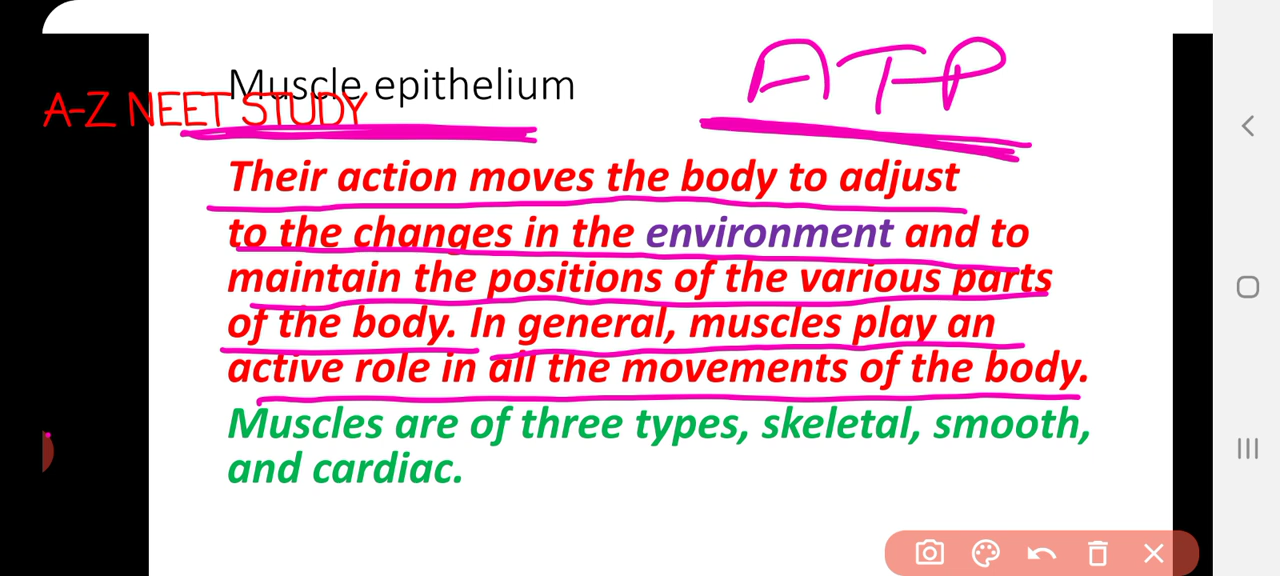 Muscle epithelium
ATP
A-Z NEET STUDY
Their action moves the body to adjust
to the changes in the environment and to
maintain the positions of the various parts
of the body. In general, muscles play an
active role in all the movements of the body.
Muscles are of three types, skeletal, smooth,
and cardiac.